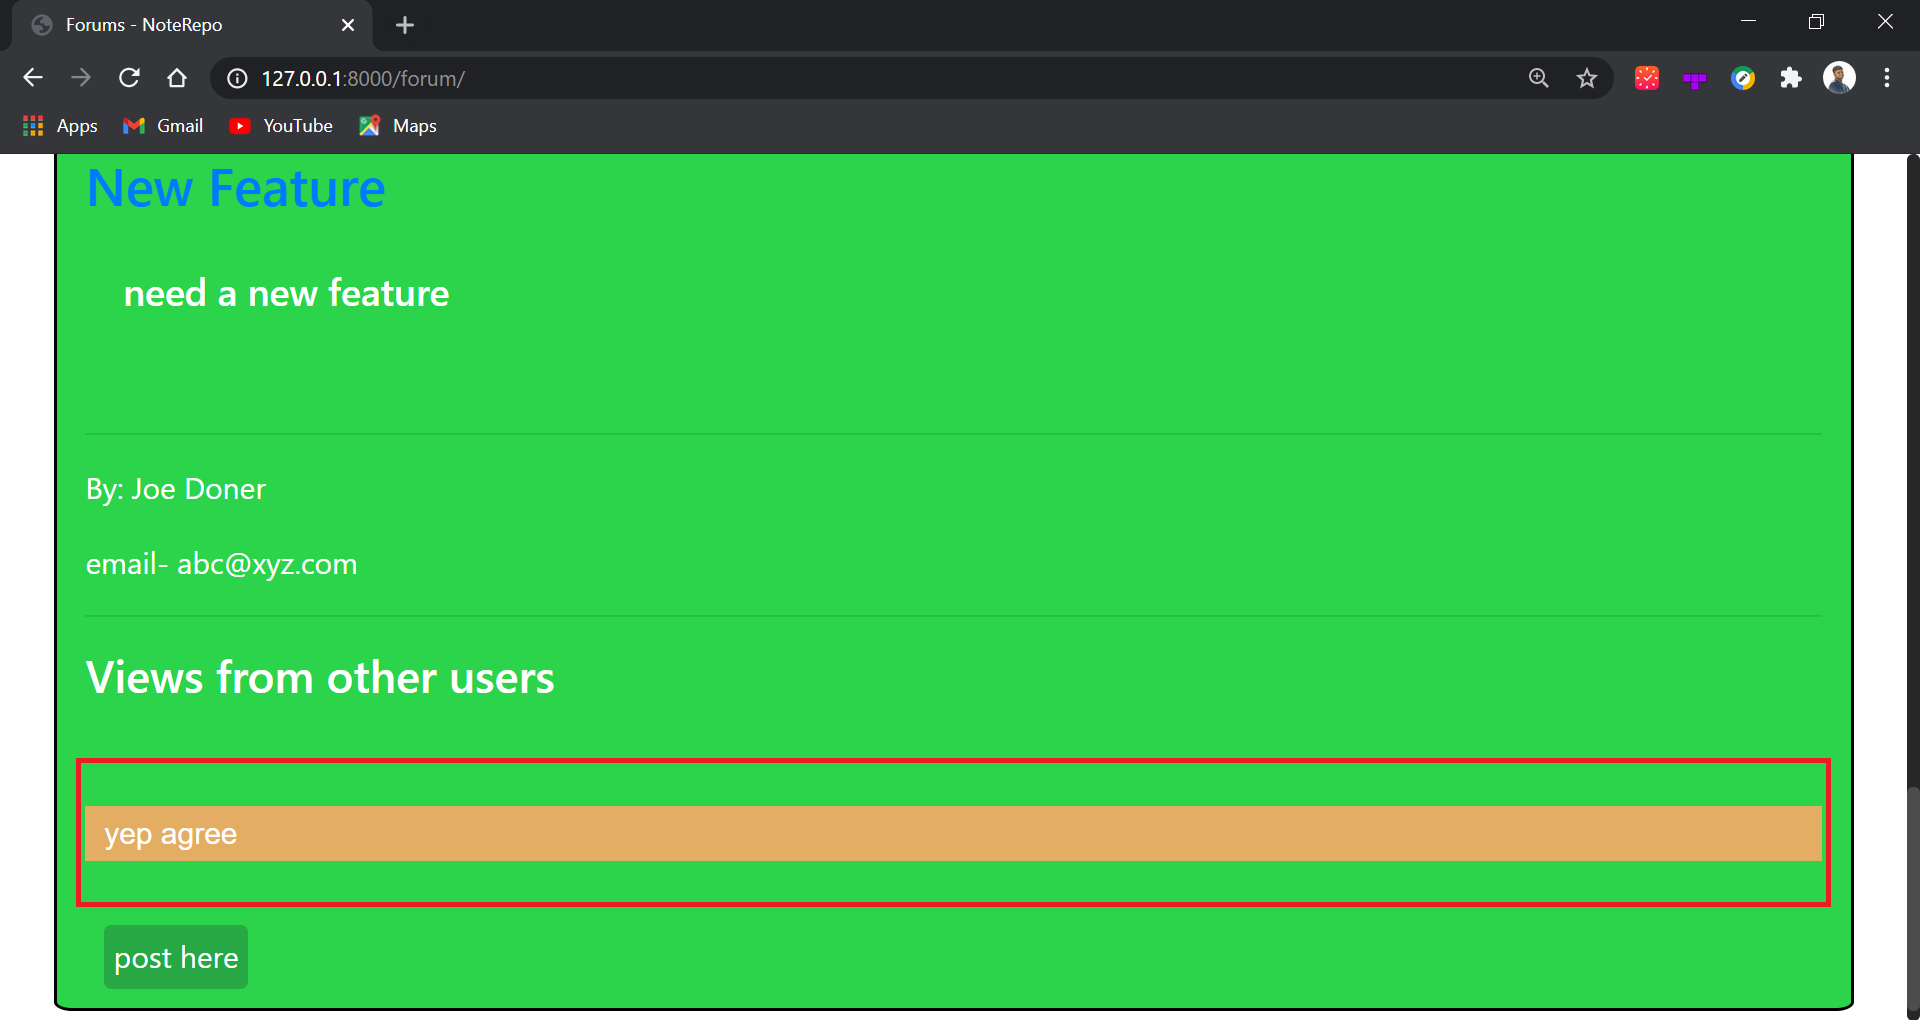 Forums - NoteRepo
127.0.0.1:8000/forum/
Apps Gmail YouTube Maps
New Feature
need a new feature
By: Joe Doner
email- abc@xyz.com
Views from other users
yep agree
post here